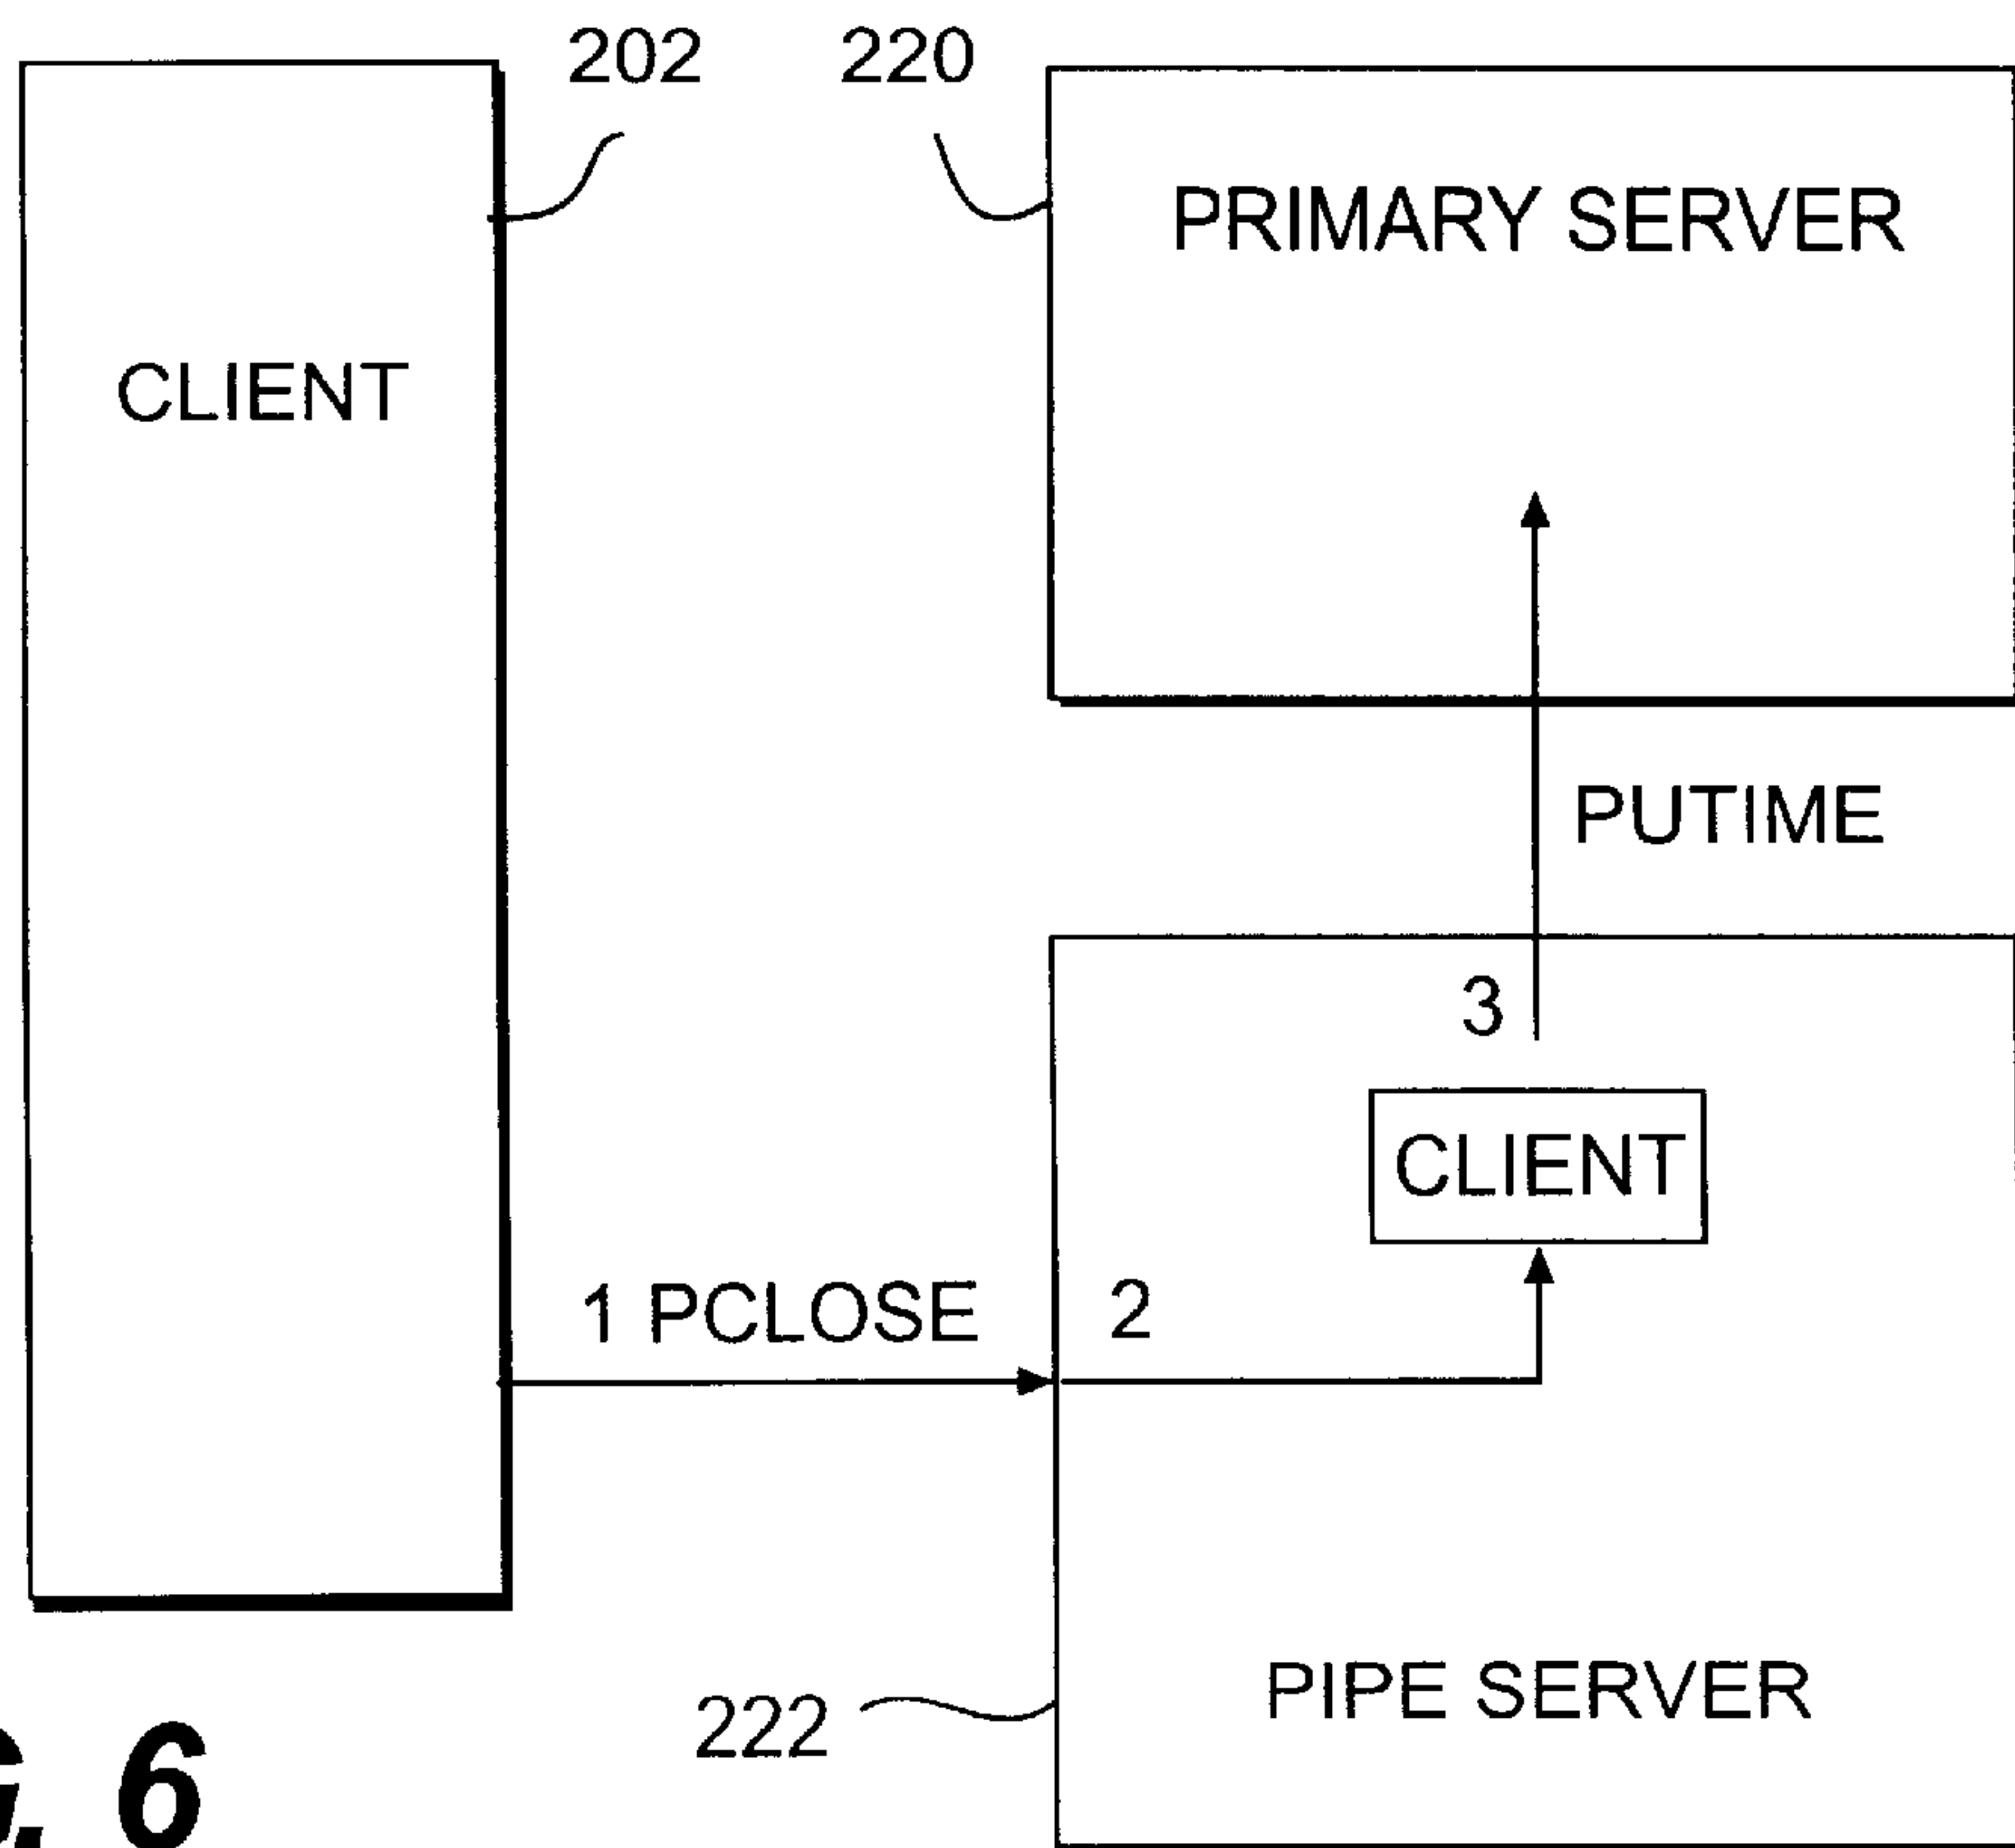 202
220
PRIMARY SERVER
CLIENT
PUTIME
3
CLIENT
1 PCLOSE
2
PIPE SERVER
222
6